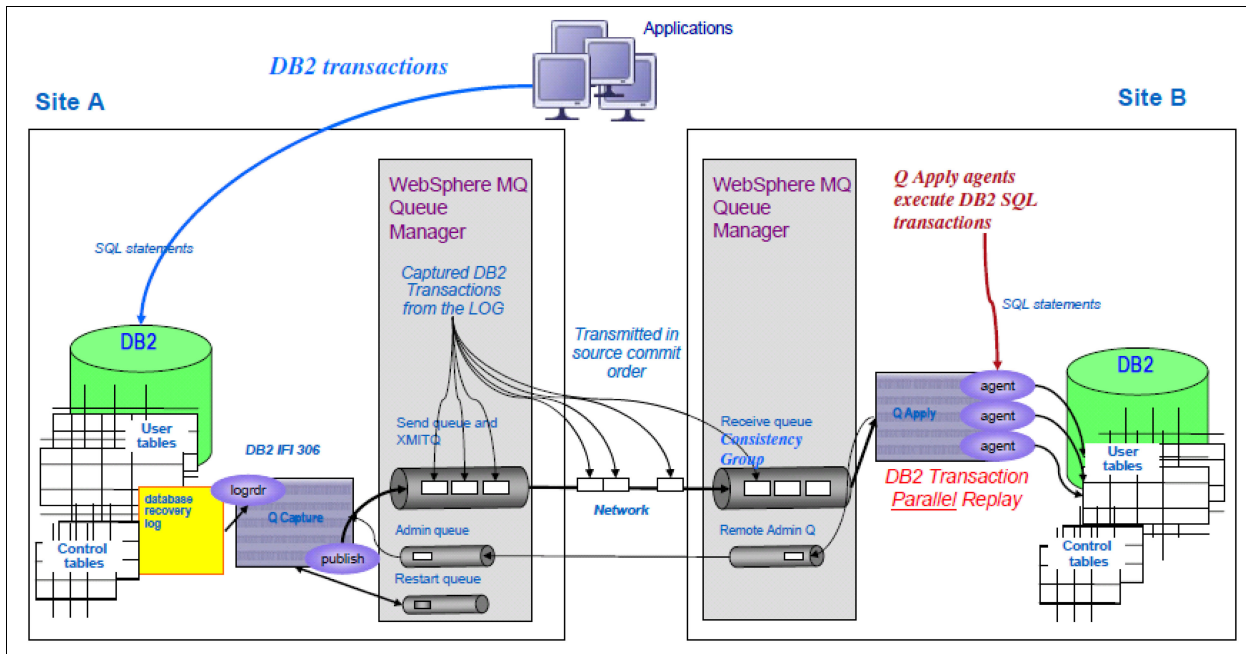 Applications
DB2 transactions
Site A
Site B
WebSphere MQ
Queue
Manager
WebSphere MQ
Queue
Manager
Q Apply agents
execute DB2 SQL
transactions
SQL statements
Captured DB2
Transactions
from the LOG
SQL statements
Transmitted in
source commit
order
DB2
DB2
agent
Q Apply
agent
agent
User
tables
Send queue and
XMITQ
Receive queue
Consistency
Group
DB2 IFI 306
User
tables
DB2 Transaction
Parallel Replay
database
recovery
log
logrdr
Q Capture
publish
Network
Admin queue
Remote Admin Q
Control
tables
Control
tables
Restart queue